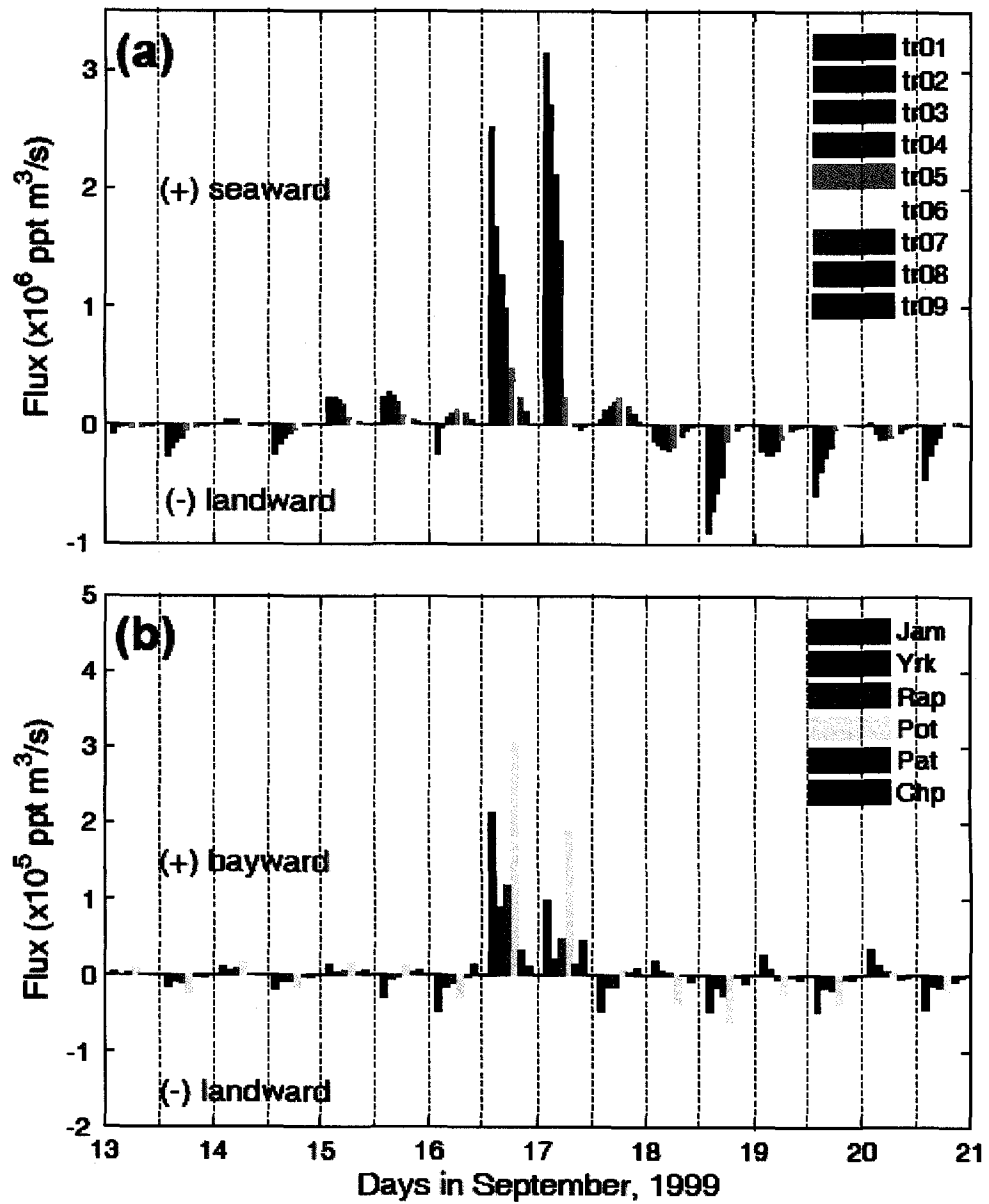 (a)
3
2
1
0
-1
Flux (x10⁶ ppt m³/s)
(+) seaward
(-) landward
tr01
tr02
tr03
tr04
tr05
tr06
tr07
tr08
tr09
(b)
5
4
3
2
1
0
-1
-2
Flux (x10⁵ ppt m³/s)
(+) bayward
(-) landward
Jam
Yrk
Rap
Pot
Pat
Chp
13 14 15 16 17 18 19 20 21
Days in September, 1999